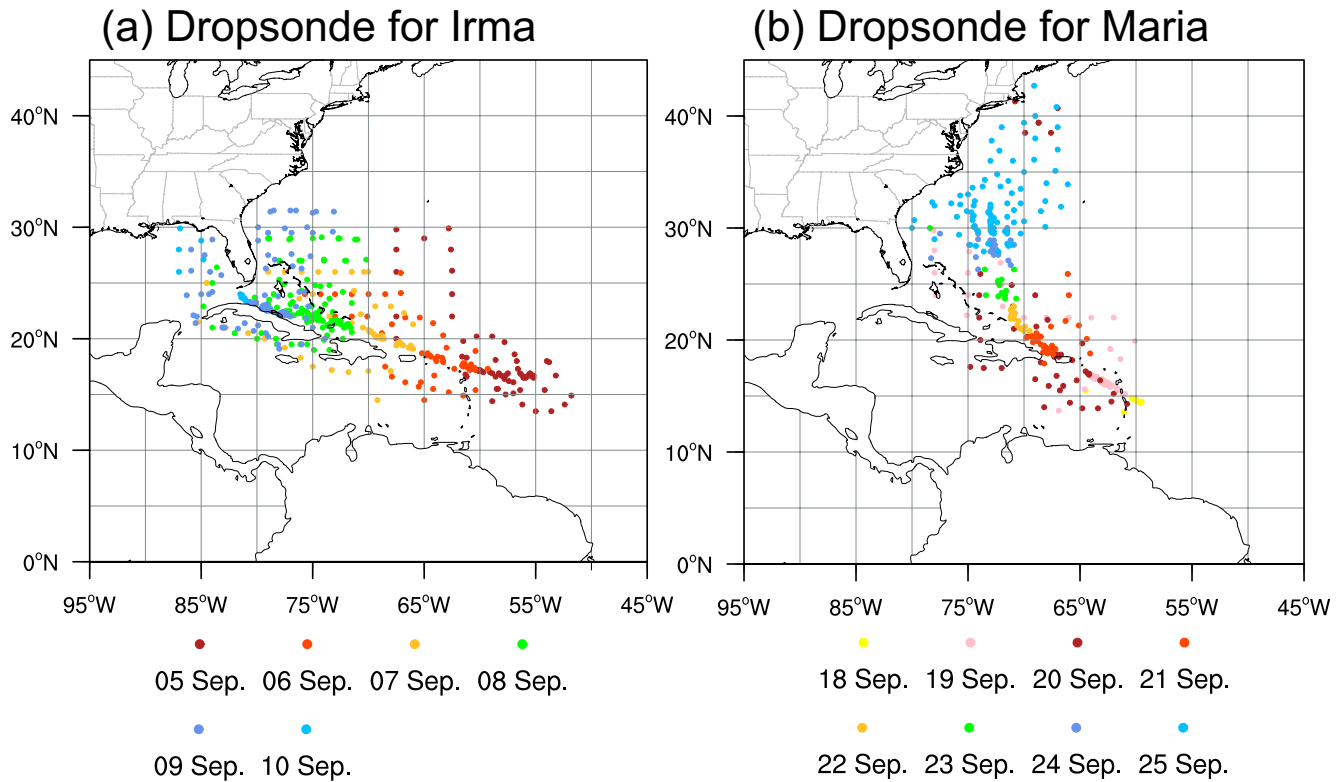 (a) Dropsonde for Irma
(b) Dropsonde for Maria
40°N
30°N
20°N
10°N
0°N
95°W 85°W 75°W 65°W 55°W 45°W
40°N
30°N
20°N
10°N
0°N
95°W 85°W 75°W 65°W 55°W 45°W
05 Sep. 06 Sep. 07 Sep. 08 Sep.
09 Sep. 10 Sep.
18 Sep. 19 Sep. 20 Sep. 21 Sep.
22 Sep. 23 Sep. 24 Sep. 25 Sep.